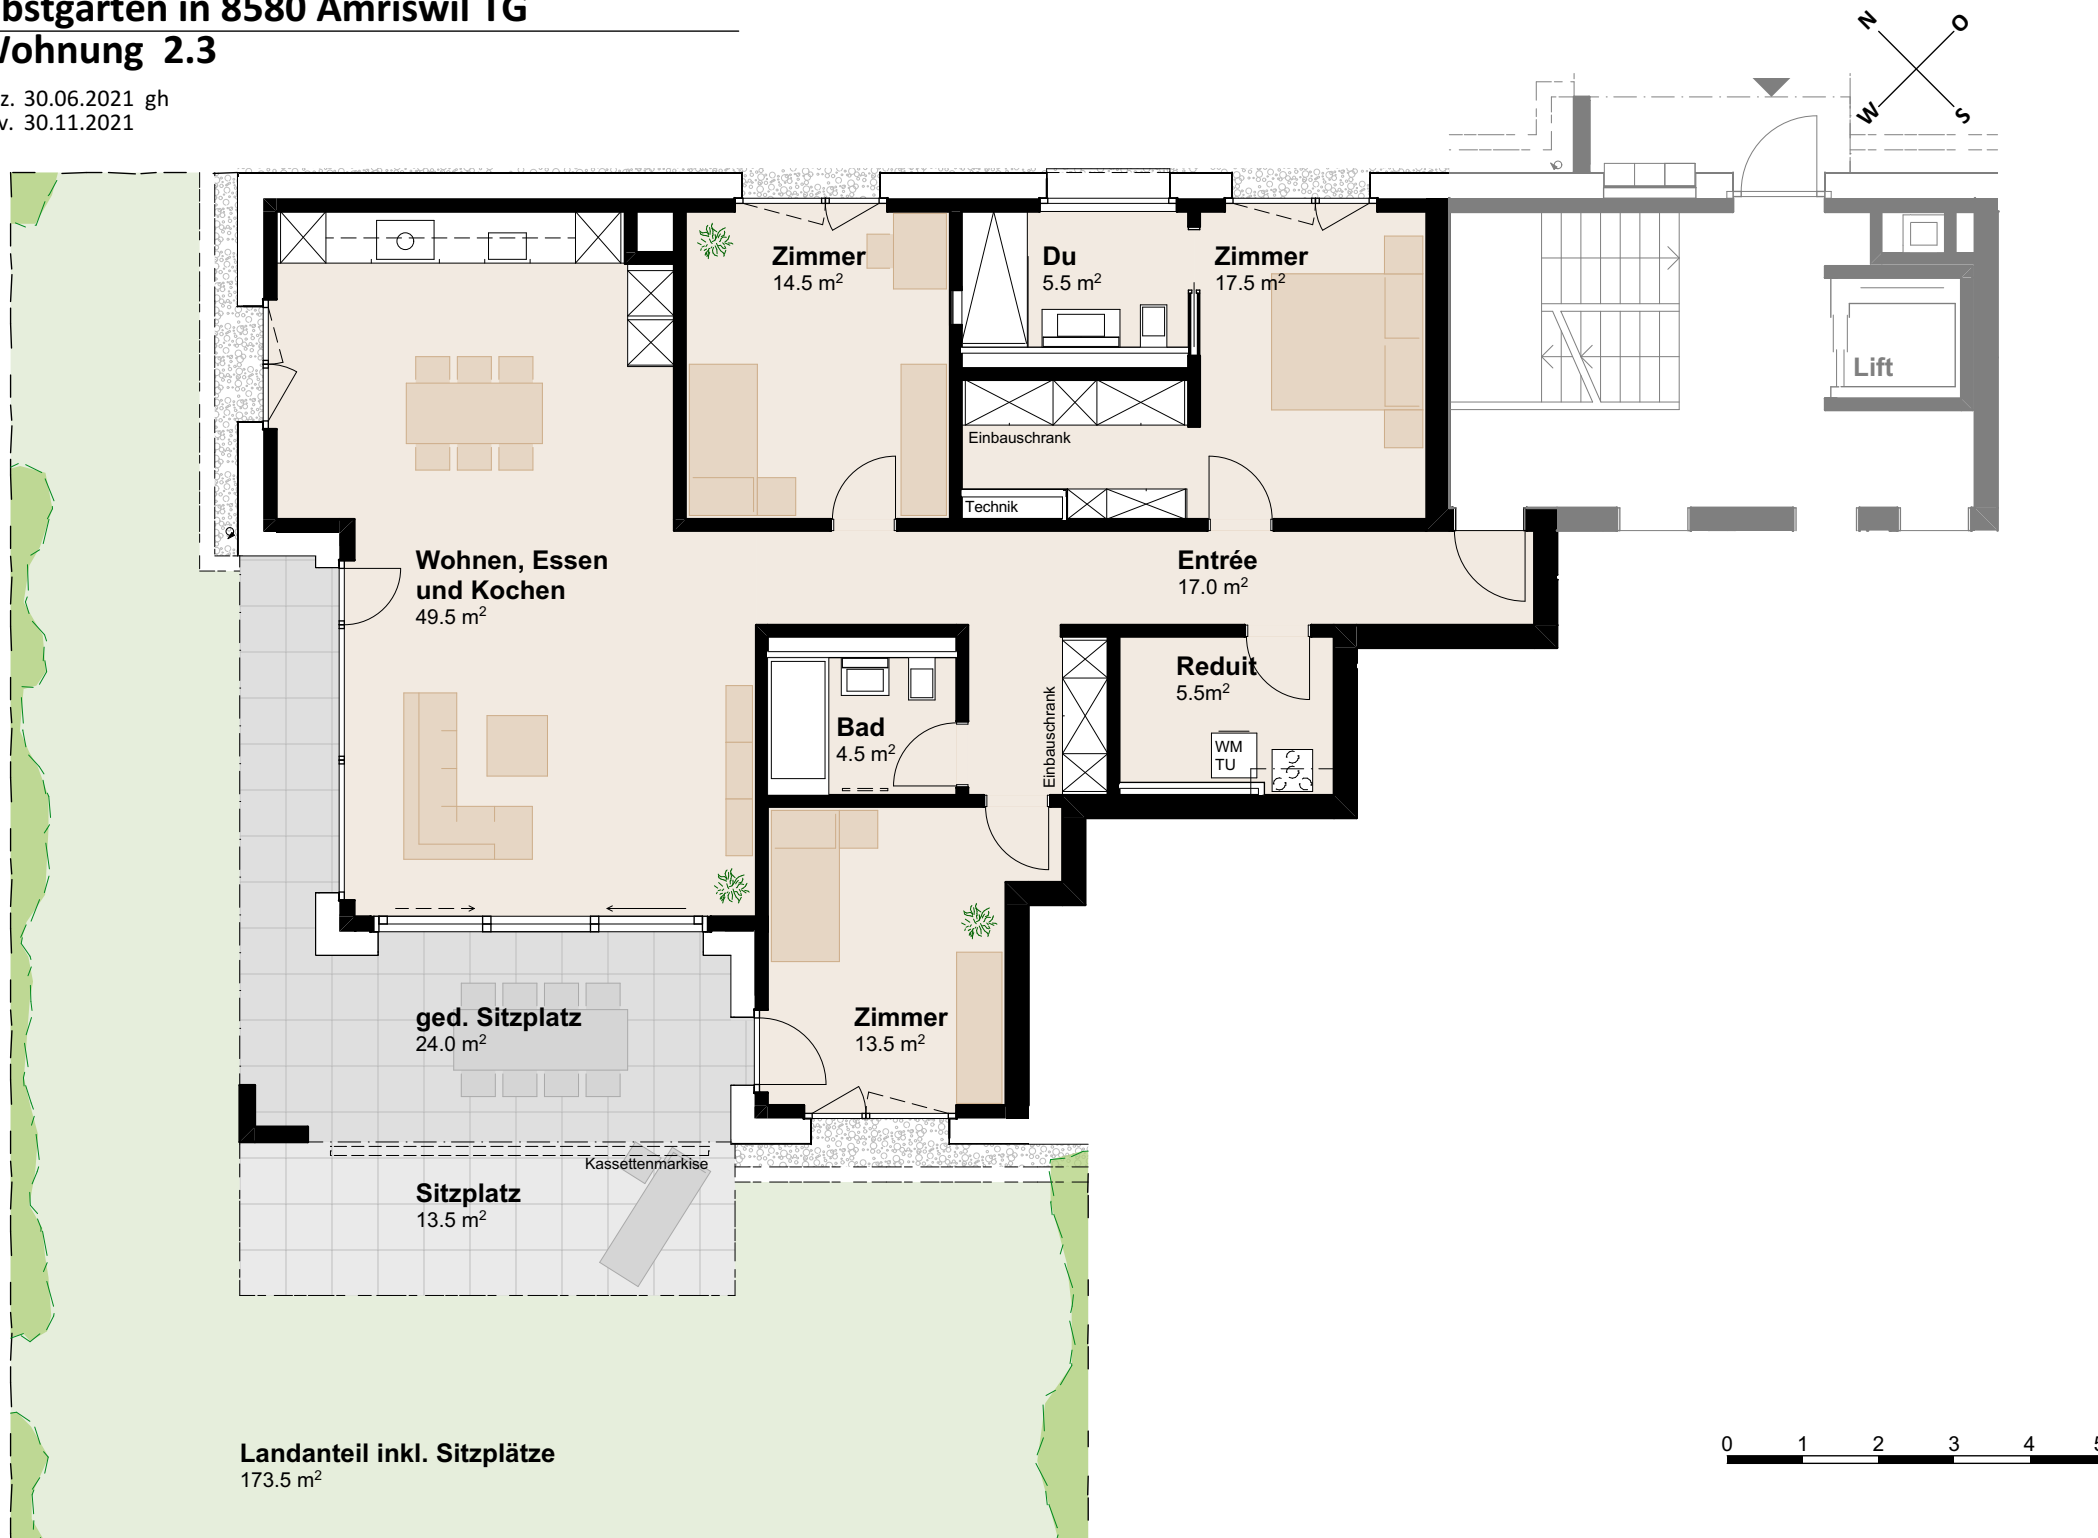 bstgarten in 8580 Amriswil TG
Wohnung 2.3
z. 30.06.2021 gh
v. 30.11.2021
N
O
W
S
Zimmer
14.5 m²
Du
5.5 m²
Zimmer
17.5 m²
Lift
Einbauschrank
Technik
Wohnen, Essen
und Kochen
49.5 m²
Entrée
17.0 m²
Reduit
5.5m²
Bad
4.5 m²
Einbauschrank
WM
TU
ged. Sitzplatz
24.0 m²
Zimmer
13.5 m²
Kassettenmarkise
Sitzplatz
13.5 m²
Landanteil inkl. Sitzplätze
173.5 m²
0 1 2 3 4 5